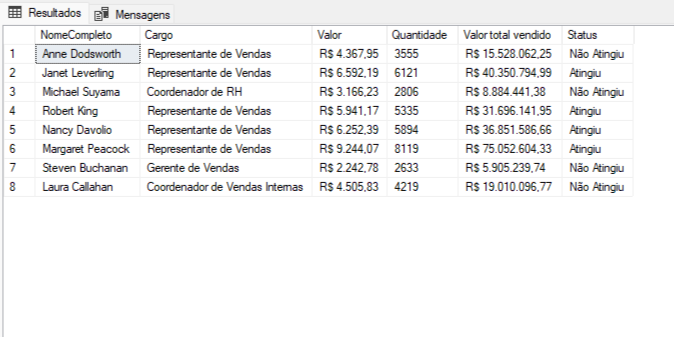 Resultados Mensagens
NomeCompleto Cargo Valor Quantidade Valor total vendido Status
1 Anne Dodsworth Representante de Vendas R$ 4.367,95 3555 R$ 15.528.062,25 Não Atingiu
2 Janet Leverling Representante de Vendas R$ 6.592,19 6121 R$ 40.350.794,99 Atingiu
3 Michael Suyama Coordenador de RH R$ 3.166,23 2806 R$ 8.884.441,38 Não Atingiu
4 Robert King Representante de Vendas R$ 5.941,17 5335 R$ 31.696.141,95 Atingiu
5 Nancy Davolio Representante de Vendas R$ 6.252,39 5894 R$ 36.851.586,66 Atingiu
6 Margaret Peacock Representante de Vendas R$ 9.244,07 8119 R$ 75.052.604,33 Atingiu
7 Steven Buchanan Gerente de Vendas R$ 2.242,78 2633 R$ 5.905.239,74 Não Atingiu
8 Laura Callahan Coordenador de Vendas Internas R$ 4.505,83 4219 R$ 19.010.096,77 Não Atingiu